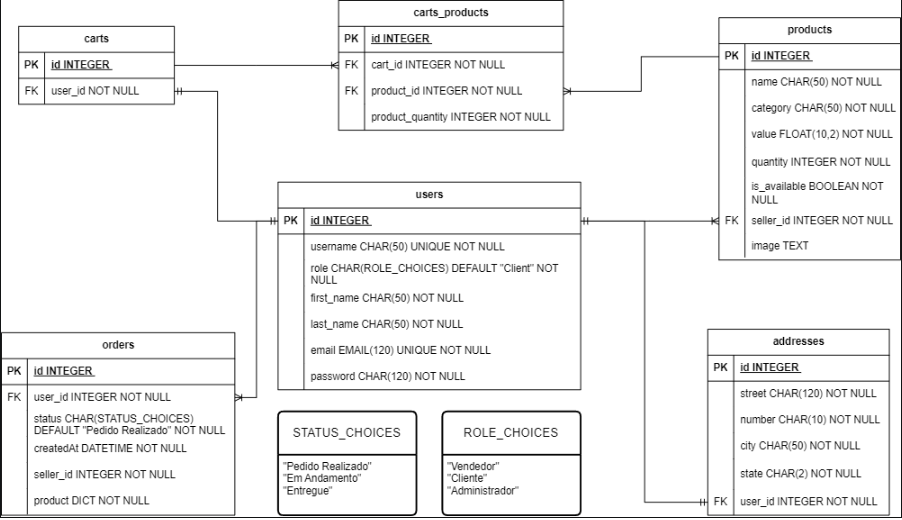 carts
PK id INTEGER
FK user_id NOT NULL
carts_products
PK id INTEGER
FK cart_id INTEGER NOT NULL
FK product_id INTEGER NOT NULL
product_quantity INTEGER NOT NULL
products
PK id INTEGER
name CHAR(50) NOT NULL
category CHAR(50) NOT NULL
value FLOAT(10,2) NOT NULL
quantity INTEGER NOT NULL
is_available BOOLEAN NOT
NULL
FK seller_id INTEGER NOT NULL
image TEXT
users
PK id INTEGER
username CHAR(50) UNIQUE NOT NULL
role CHAR(ROLE_CHOICES) DEFAULT "Client" NOT
NULL
first_name CHAR(50) NOT NULL
last_name CHAR(50) NOT NULL
email EMAIL(120) UNIQUE NOT NULL
password CHAR(120) NOT NULL
orders
PK id INTEGER
FK user_id INTEGER NOT NULL
status CHAR(STATUS_CHOICES)
DEFAULT "Pedido Realizado" NOT NULL
createdAt DATETIME NOT NULL
seller_id INTEGER NOT NULL
product DICT NOT NULL
STATUS_CHOICES
"Pedido Realizado"
"Em Andamento"
"Entregue"
ROLE_CHOICES
"Vendedor"
"Cliente"
"Administrador"
addresses
PK id INTEGER
street CHAR(120) NOT NULL
number CHAR(10) NOT NULL
city CHAR(50) NOT NULL
state CHAR(2) NOT NULL
FK user_id INTEGER NOT NULL